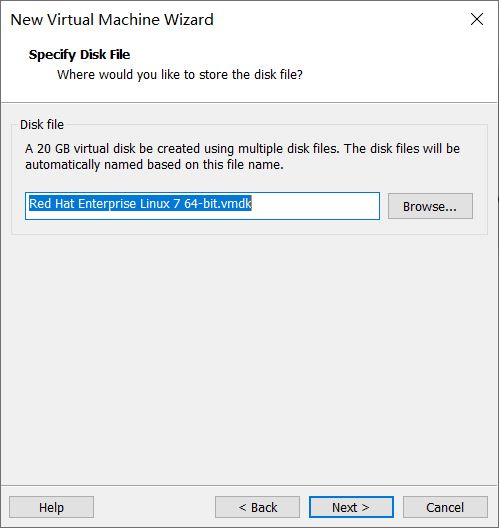 New Virtual Machine Wizard
Specify Disk File
Where would you like to store the disk file?
Disk file
A 20 GB virtual disk be created using multiple disk files. The disk files will be
automatically named based on this file name.
Red Hat Enterprise Linux 7 64-bit.vmdk
Browse...
Help
< Back
Next >
Cancel